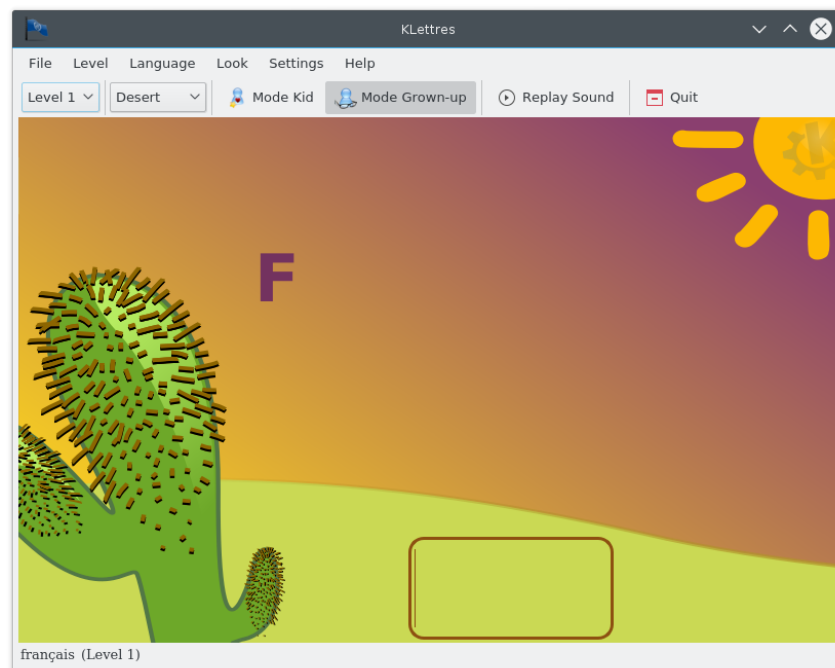 KLettres
File Level Language Look Settings Help
Level 1 Desert Mode Kid Mode Grown-up Replay Sound Quit
K
F
français (Level 1)